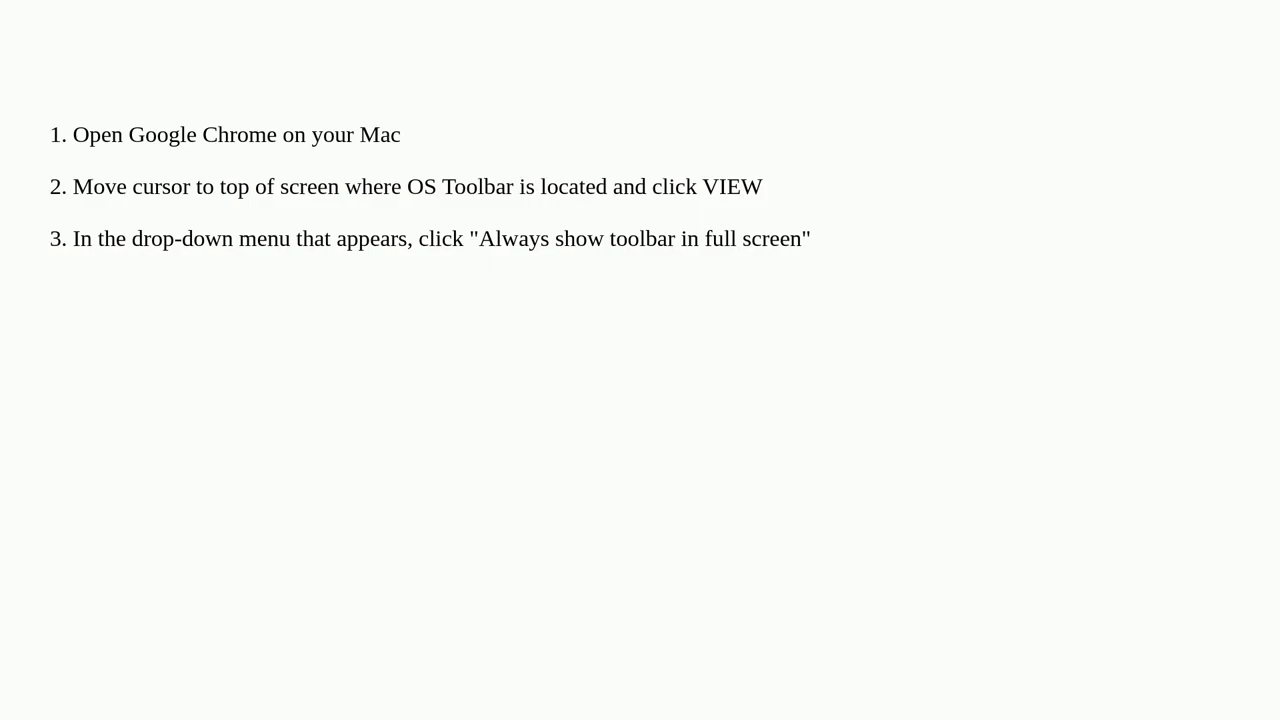 1. Open Google Chrome on your Mac
2. Move cursor to top of screen where OS Toolbar is located and click VIEW
3. In the drop-down menu that appears, click "Always show toolbar in full screen"